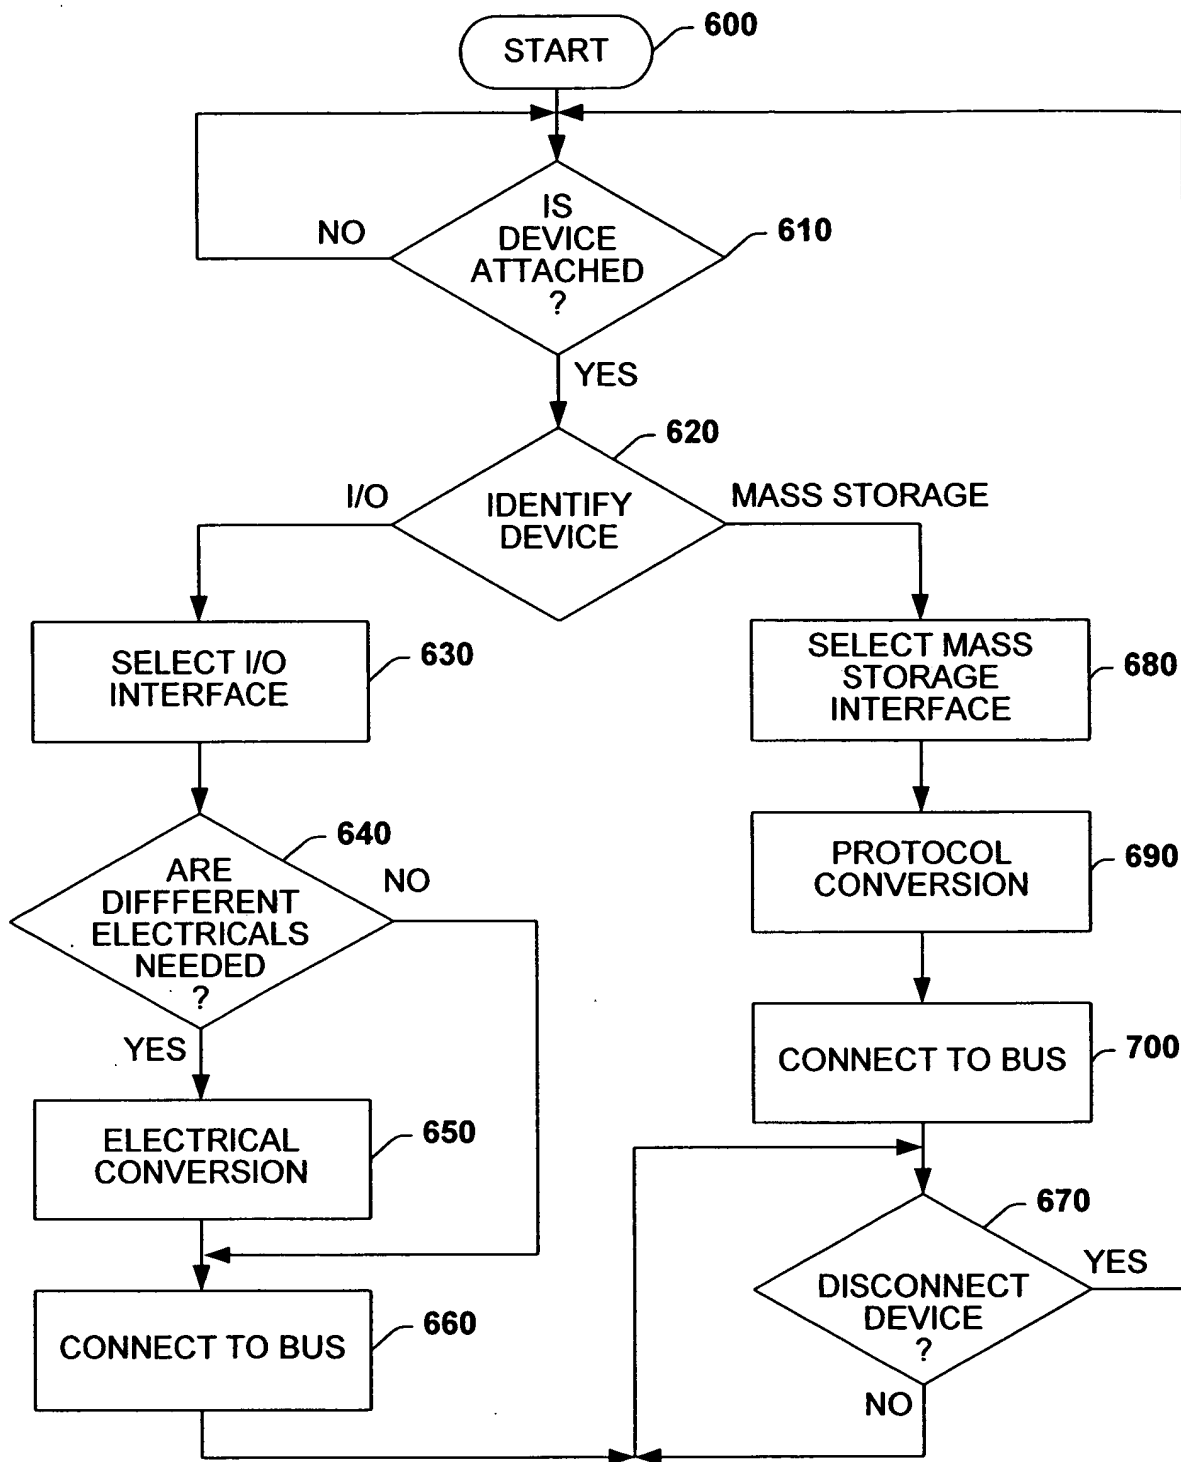 START
600
IS
DEVICE
ATTACHED
?
610
NO
YES
620
I/O
IDENTIFY
DEVICE
MASS STORAGE
SELECT I/O
INTERFACE
630
SELECT MASS
STORAGE
INTERFACE
680
640
ARE
DIFFFERENT
ELECTRICALS
NEEDED
?
NO
YES
PROTOCOL
CONVERSION
690
CONNECT TO BUS
700
ELECTRICAL
CONVERSION
650
670
DISCONNECT
DEVICE
?
YES
NO
CONNECT TO BUS
660